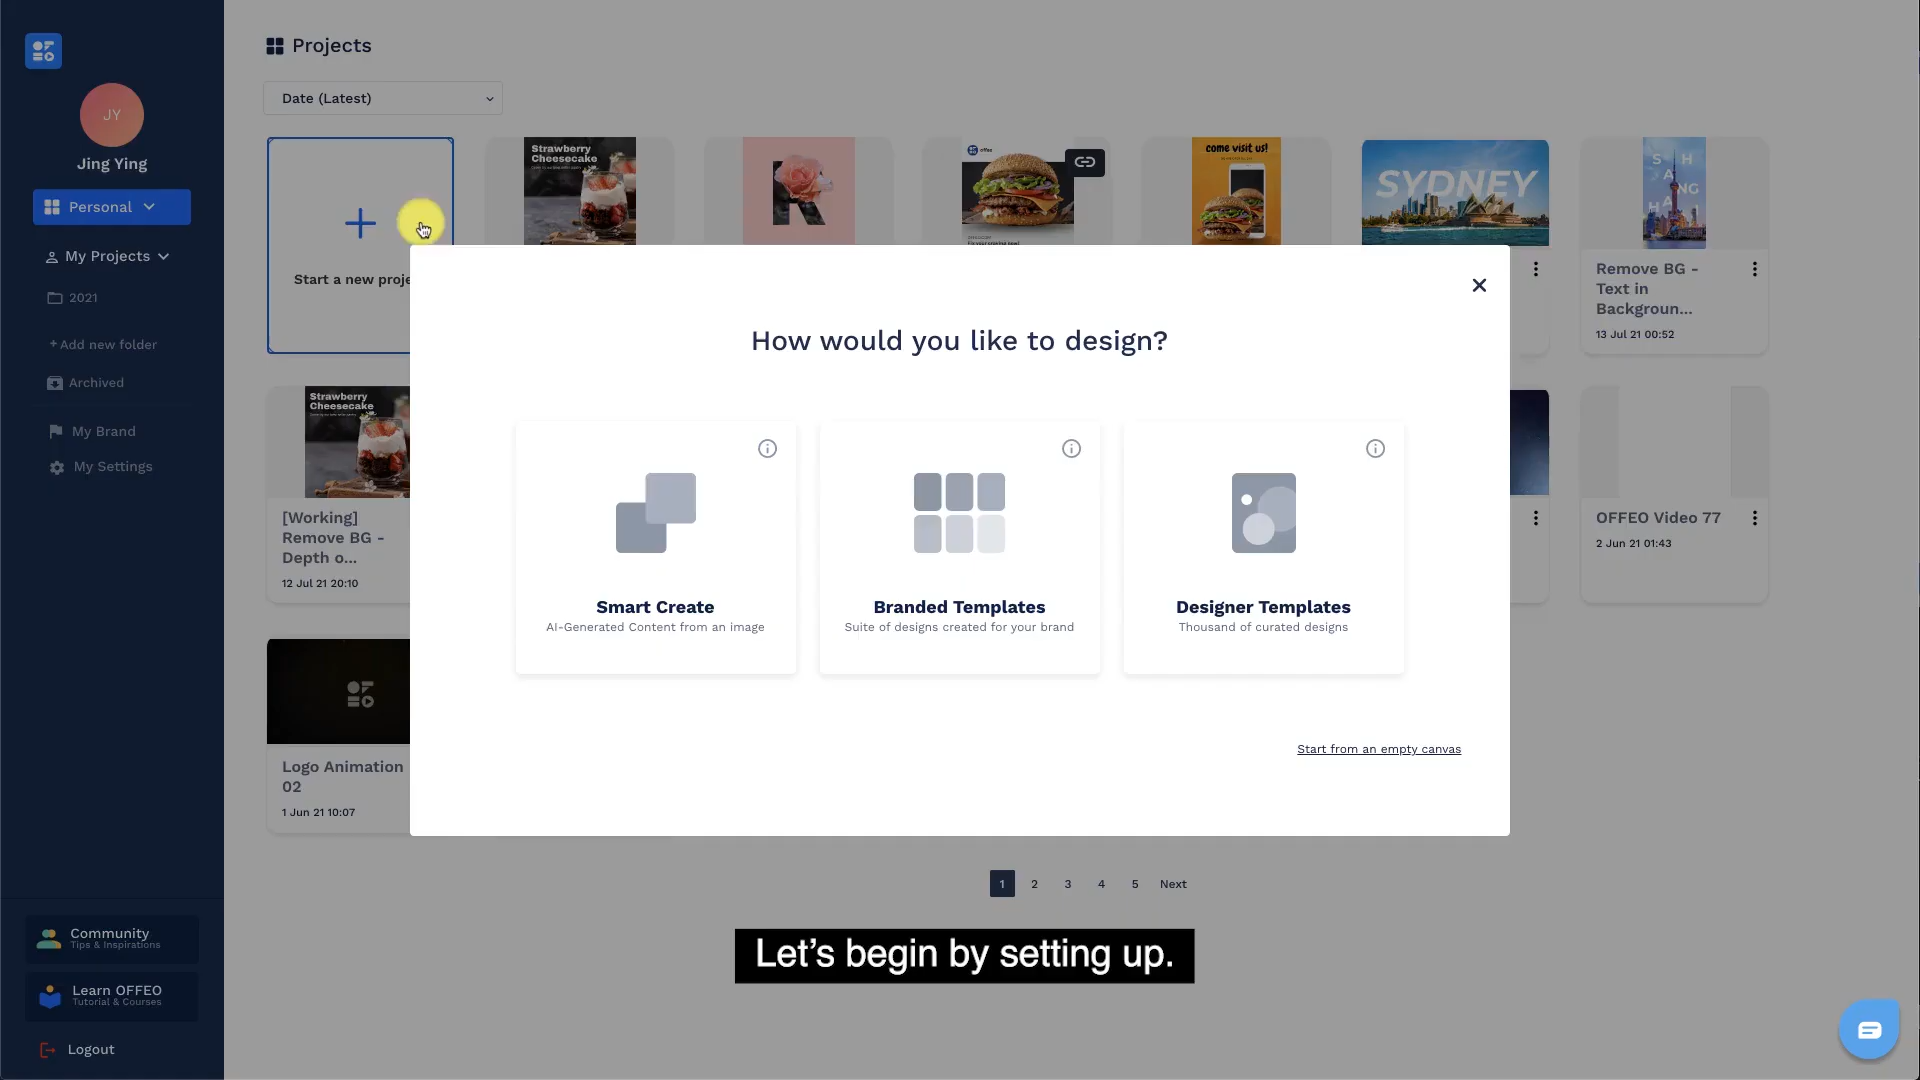 Projects
Date (Latest)
JY
Jing Ying
Personal
My Projects
2021
+ Add new folder
Archived
My Brand
My Settings
Community
Tips & Inspirations
Learn OFFEO
Tutorial & Courses
Logout
Start a new proje
Strawberry
Cheesecake
R
offeo
come visit us!
SYDNEY
S H
A
NG
H A I
Remove BG -
Text in
Backgroun...
13 Jul 21 00:52
Strawberry
Cheesecake
[Working]
Remove BG -
Depth o...
12 Jul 21 20:10
OFFEO Video 77
2 Jun 21 01:43
Logo Animation
02
1 Jun 21 10:07
How would you like to design?
Smart Create
AI-Generated Content from an image
Branded Templates
Suite of designs created for your brand
Designer Templates
Thousand of curated designs
Start from an empty canvas
1 2 3 4 5 Next
Let’s begin by setting up.